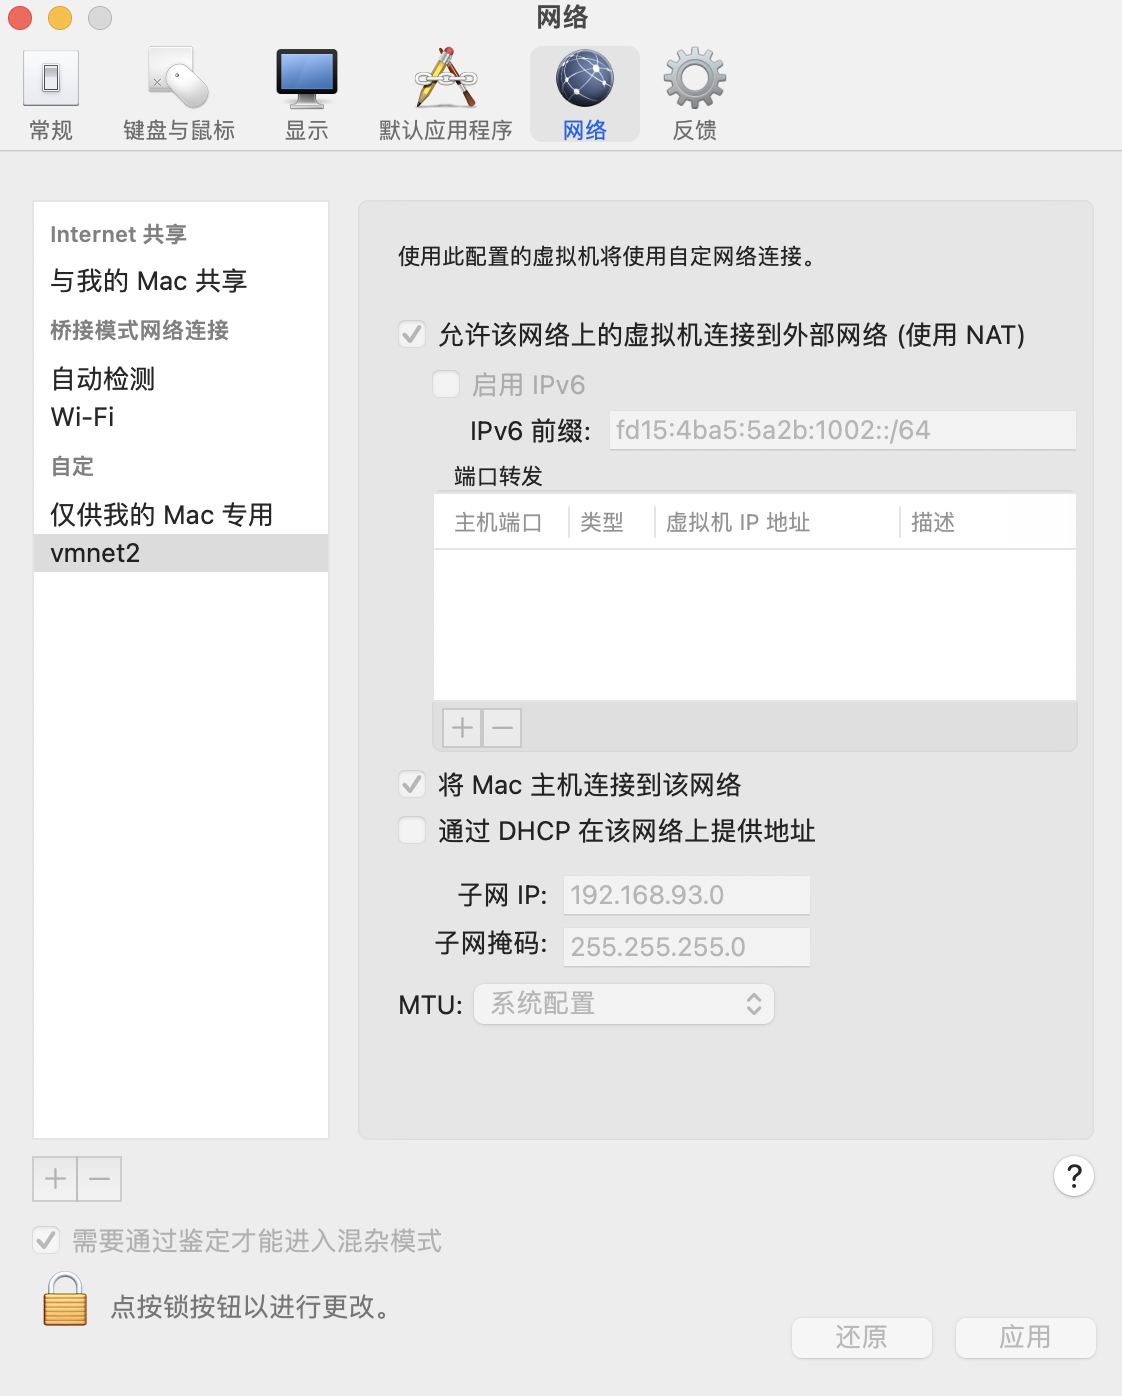 网络
常规
键盘与鼠标
显示
默认应用程序
网络
反馈
Internet 共享
与我的 Mac 共享
桥接模式网络连接
自动检测
Wi-Fi
自定
仅供我的 Mac 专用
vmnet2
使用此配置的虚拟机将使用自定网络连接。
允许该网络上的虚拟机连接到外部网络 (使用 NAT)
启用 IPv6
IPv6 前缀: fd15:4ba5:5a2b:1002::/64
端口转发
主机端口 类型 虚拟机 IP 地址 描述
将 Mac 主机连接到该网络
通过 DHCP 在该网络上提供地址
子网 IP: 192.168.93.0
子网掩码: 255.255.255.0
MTU: 系统配置
?
需要通过鉴定才能进入混杂模式
点按锁按钮以进行更改。
还原
应用